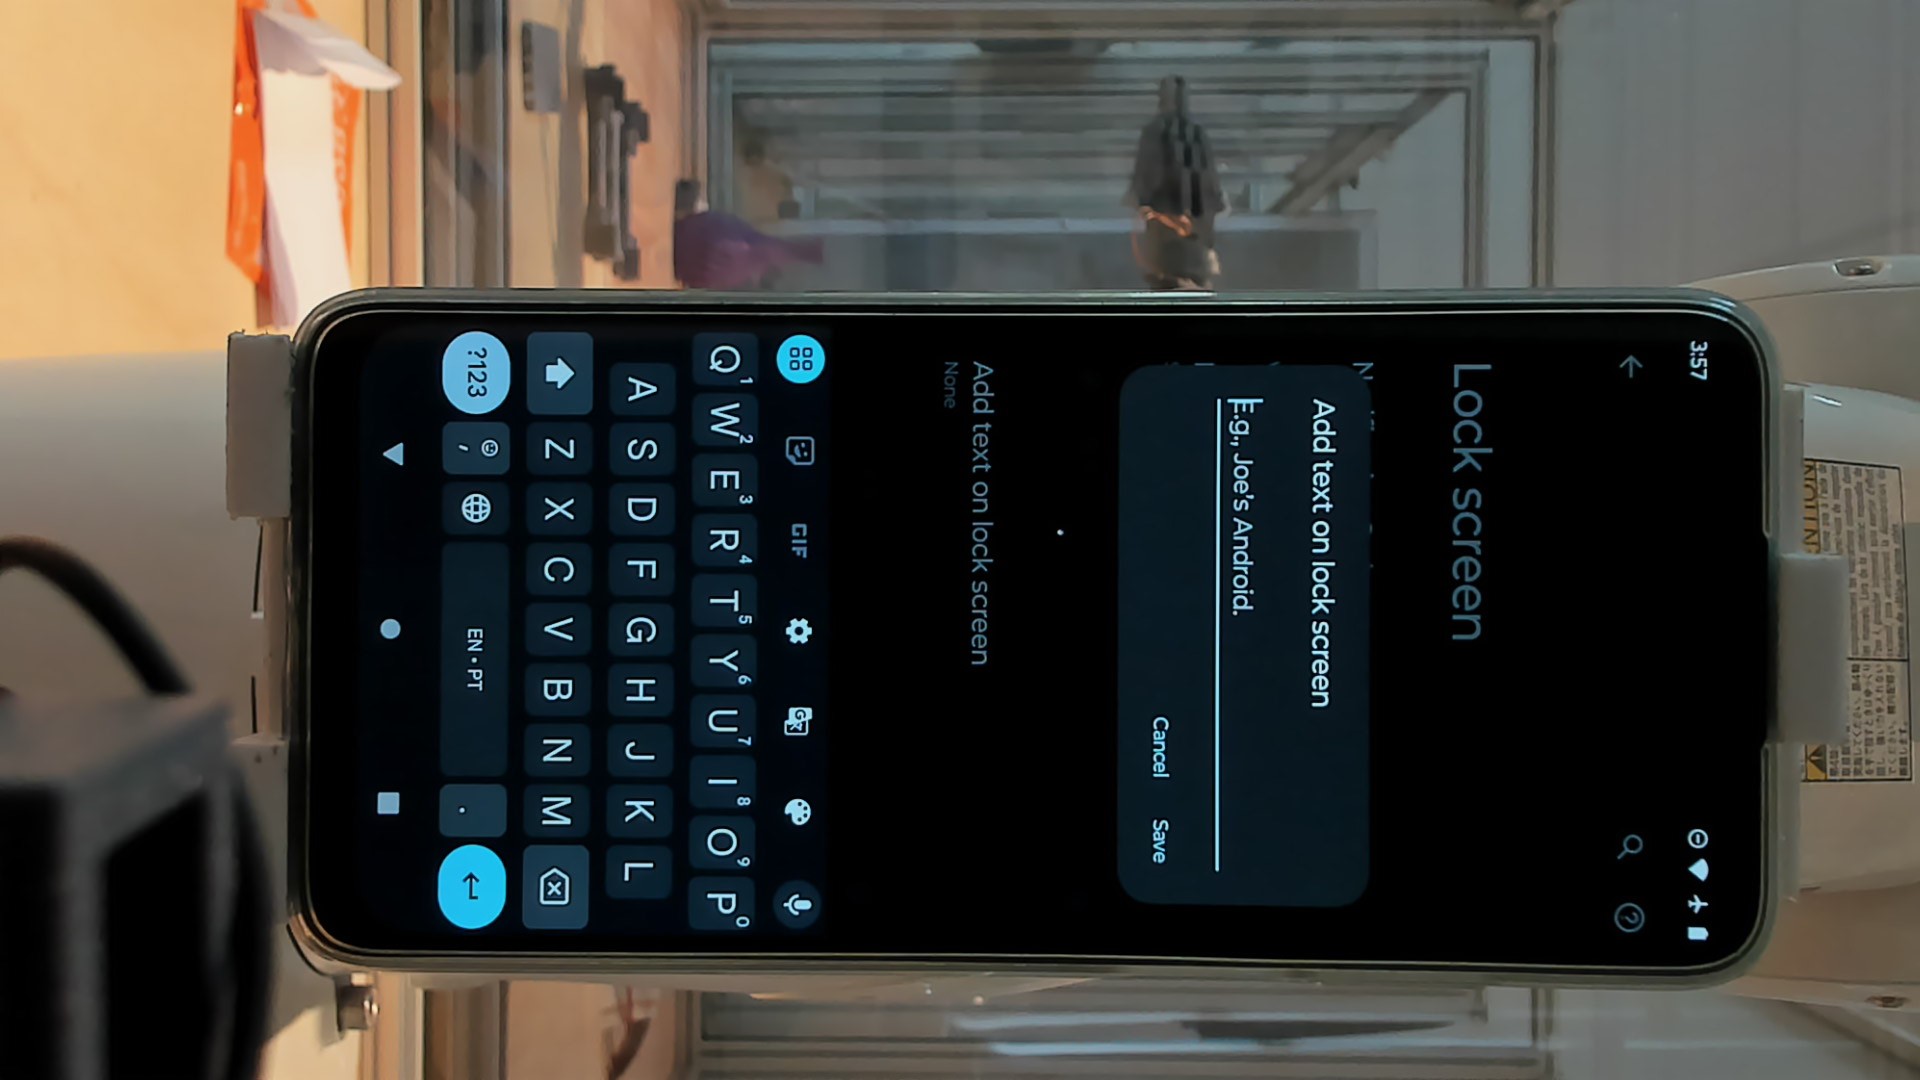 3:57
Lock screen
Add text on lock screen
E.g., Joe's Android.
Cancel Save
Add text on lock screen
None
GIF
Q1 W2 E3 R4 T5 Y6 U7 I8 O9 P0
A S D F G H J K L
Z X C V B N M
?123 , EN • PT .